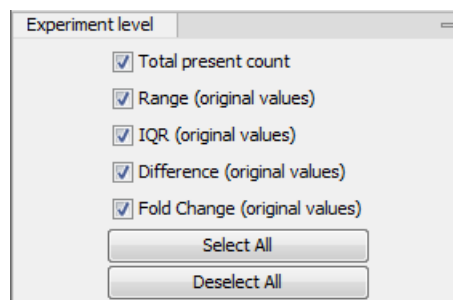 Experiment level
Total present count
Range (original values)
IQR (original values)
Difference (original values)
Fold Change (original values)
Select All
Deselect All